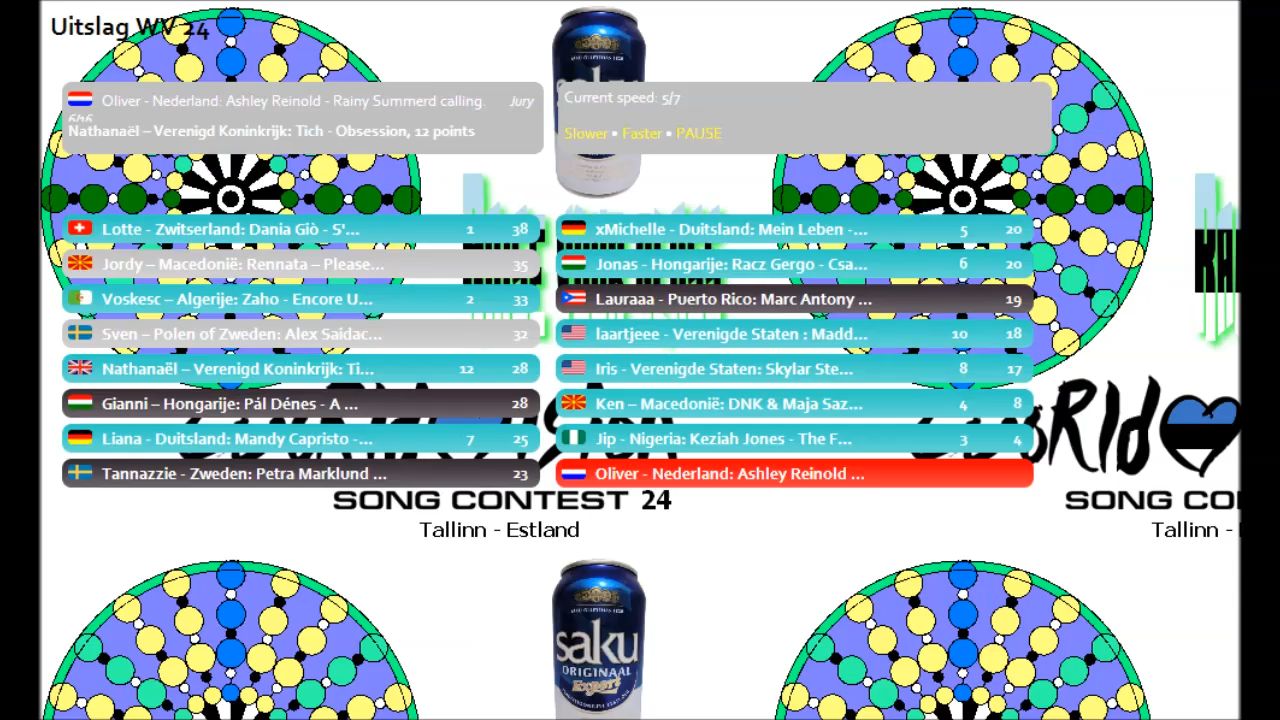 Uitslag WV 24
Oliver - Nederland: Ashley Reinold - Rainy Summerd calling. Jury
Nathanaël – Verenigd Koninkrijk: Tich - Obsession, 12 points
Current speed: 5/7
Slower • Faster • PAUSE
Lotte - Zwitserland: Dania Giò - S'... 1 38
Jordy – Macedonië: Rennata – Please... 35
Voskesc – Algerije: Zaho - Encore U... 2 33
Sven – Polen of Zweden: Alex Saidac... 32
Nathanaël – Verenigd Koninkrijk: Ti... 12 28
Gianni – Hongarije: Pál Dénes - A ... 28
Liana - Duitsland: Mandy Capristo -... 7 25
Tannazzie - Zweden: Petra Marklund ... 23
xMichelle - Duitsland: Mein Leben -... 5 20
Jonas - Hongarije: Racz Gergo - Csa... 6 20
Lauraaa - Puerto Rico: Marc Antony ... 19
laartjeee - Verenigde Staten : Madd... 10 18
Iris - Verenigde Staten: Skylar Ste... 8 17
Ken – Macedonië: DNK & Maja Saz... 4 8
Jip - Nigeria: Keziah Jones - The F... 3 4
Oliver - Nederland: Ashley Reinold ...
SONG CONTEST 24
Tallinn - Estland
SONG CO
Tallinn -
saku
ORIGINAAL
Export